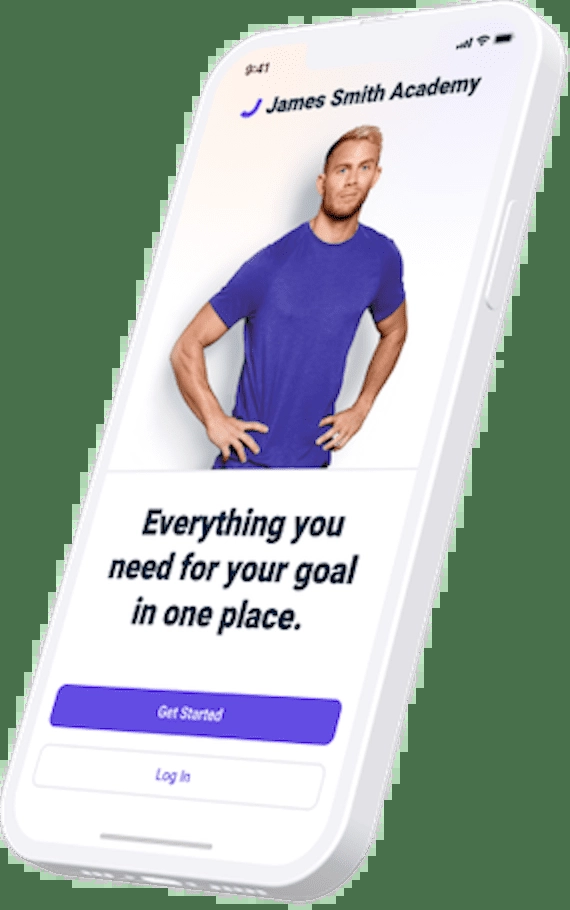 9:41
James Smith Academy
Everything you
need for your goal
in one place.
Get Started
Log In